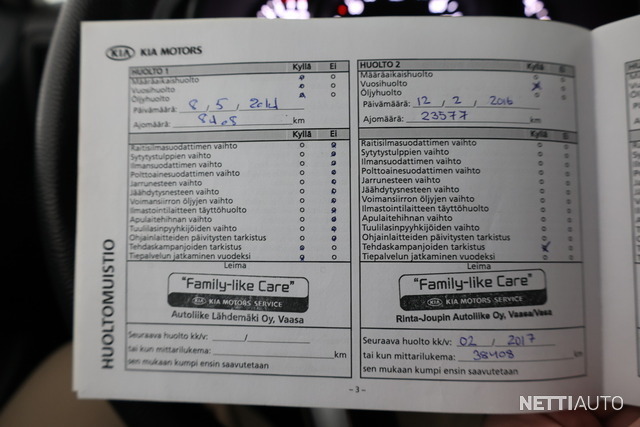 KIA KIA MOTORS
HUOLTO 1 Kyllä Ei
Määräaikaishuolto
Vuosihuolto
Öljyhuolto
Päivämäärä: 8, 5,
Ajomäärä: km
Kyllä Ei
Raitisilmasuodattimen vaihto
Sytytystulppien vaihto
Ilmansuodattimen vaihto
Polttoainesuodattimen vaihto
Jarrunesteen vaihto
Jäähdytysnesteen vaihto
Voimansiirron öljyjen vaihto
Ilmastointilaitteen täyttöhuolto
Apulaitehihnan vaihto
Tuulilasinpyyhkijöiden vaihto
Ohjainlaitteiden päivitysten tarkistus
Tehdaskampanjoiden tarkistus
Tiepalvelun jatkaminen vuodeksi
Leima
"Family-like Care"
KIA KIA MOTORS SERVICE
Autoliike Lähdemäki Oy, Vaasa
Seuraava huolto kk/v: /
tai kun mittarilukema: km
sen mukaan kumpi ensin saavutetaan
HUOLTO 2 Kyllä Ei
Määräaikaishuolto
Vuosihuolto
Öljyhuolto
Päivämäärä: 12, 2, 2016
Ajomäärä: 23577 km
Kyllä Ei
Raitisilmasuodattimen vaihto
Sytytystulppien vaihto
Ilmansuodattimen vaihto
Polttoainesuodattimen vaihto
Jarrunesteen vaihto
Jäähdytysnesteen vaihto
Voimansiirron öljyjen vaihto
Ilmastointilaitteen täyttöhuolto
Apulaitehihnan vaihto
Tuulilasinpyyhkijöiden vaihto
Ohjainlaitteiden päivitysten tarkistus
Tehdaskampanjoiden tarkistus
Tiepalvelun jatkaminen vuodeksi
Leima
"Family-like Care"
KIA KIA MOTORS SERVICE
Rinta-Joupin Autoliike Oy, Vaasa/Vasa
Seuraava huolto kk/v: 02, 2017
tai kun mittarilukema: 38408 km
sen mukaan kumpi ensin saavutetaan
HUOLTOMUISTIO
– 3 –
NETTIAUTO